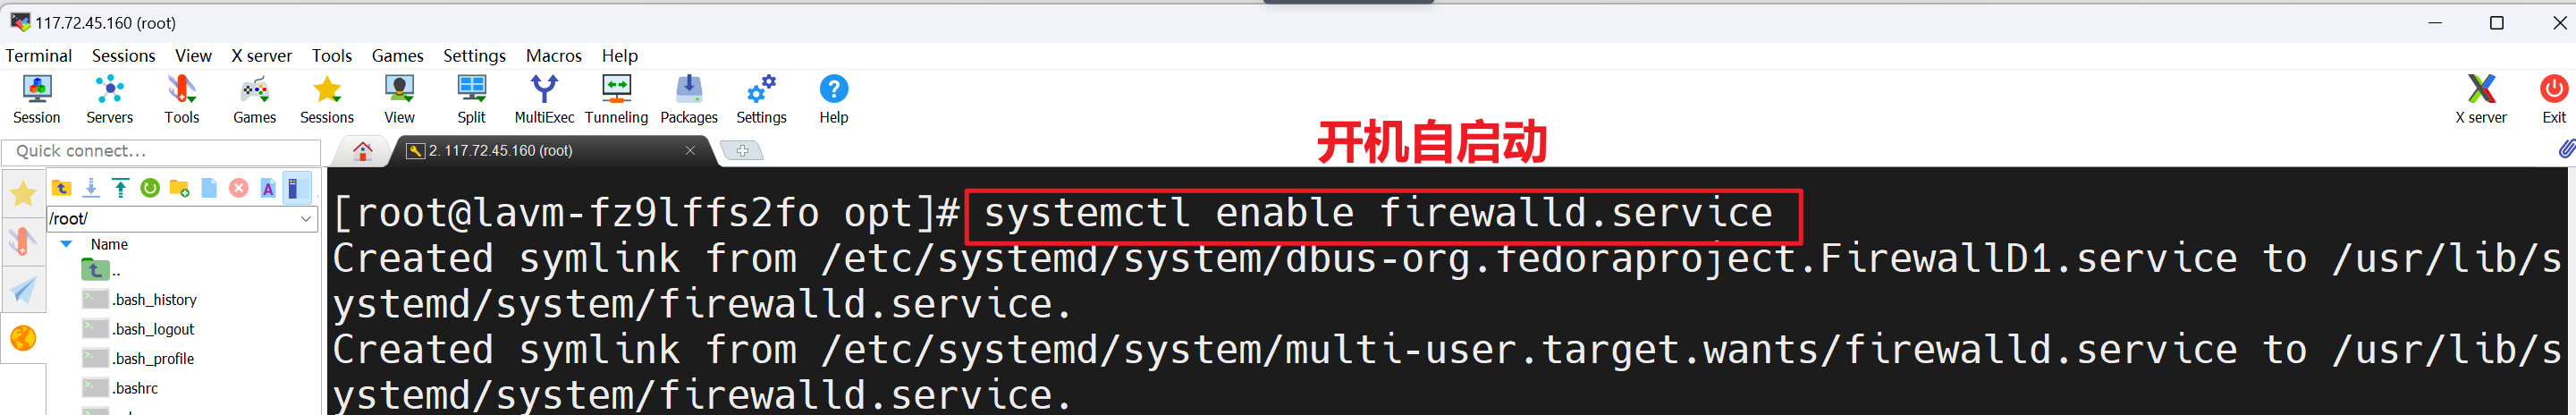 117.72.45.160 (root)
Terminal Sessions View X server Tools Games Settings Macros Help
Session Servers Tools Games Sessions View Split MultiExec Tunneling Packages Settings Help X server Exit
开机自启动
Quick connect...
2. 117.72.45.160 (root)
/root/
Name
..
.bash_history
.bash_logout
.bash_profile
.bashrc
[root@lavm-fz9lffs2fo opt]# systemctl enable firewalld.service
Created symlink from /etc/systemd/system/dbus-org.fedoraproject.FirewallD1.service to /usr/lib/s
ystemd/system/firewalld.service.
Created symlink from /etc/systemd/system/multi-user.target.wants/firewalld.service to /usr/lib/s
ystemd/system/firewalld.service.